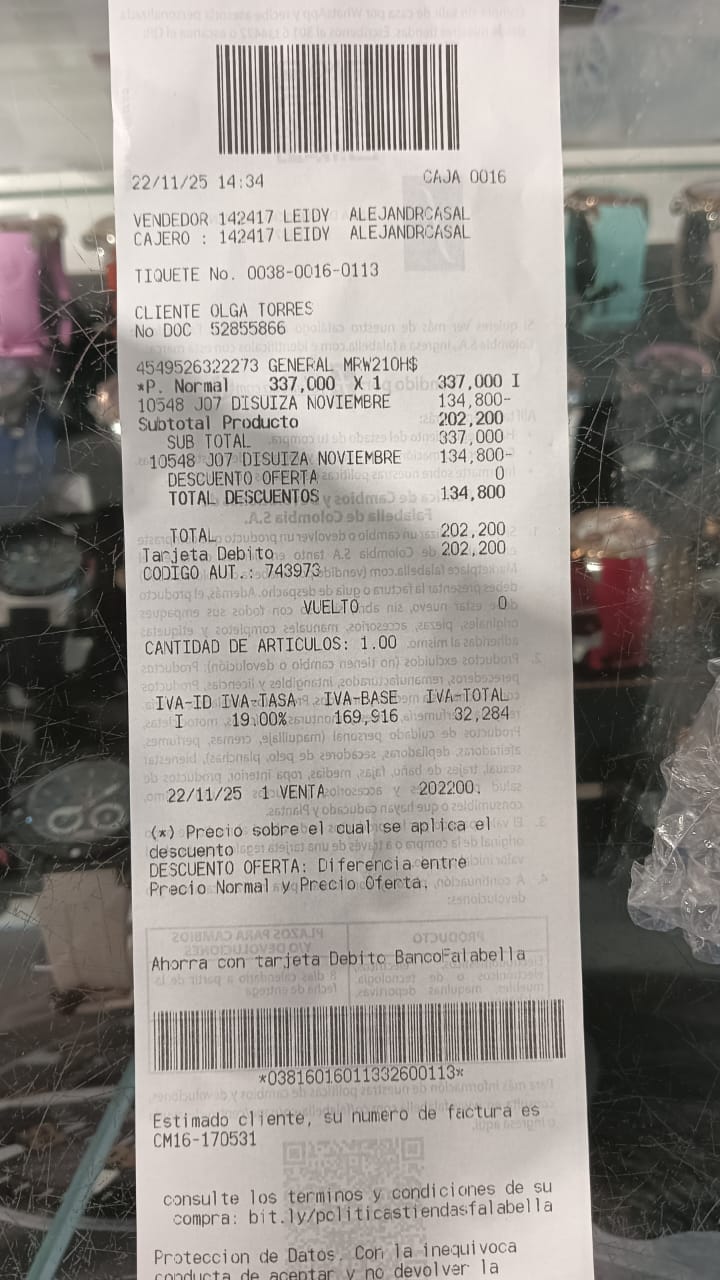 22/11/25 14:34 CAJA 0016
VENDEDOR 142417 LEIDY ALEJANDRCASAL
CAJERO : 142417 LEIDY ALEJANDRCASAL
TIQUETE No. 0038-0016-0113
CLIENTE OLGA TORRES
No DOC 52855866
4549526322273 GENERAL MRW210H$
*P. Normal 337,000 X 1 337,000 I
10548 J07 DISUIZA NOVIEMBRE 134,800-
Subtotal Producto 202,200
SUB TOTAL 337,000
10548 J07 DISUIZA NOVIEMBRE 134,800-
DESCUENTO OFERTA 0
TOTAL DESCUENTOS 134,800
TOTAL 202,200
Tarjeta Debito 202,200
CODIGO AUT.: 743973
VUELTO 0
CANTIDAD DE ARTICULOS: 1.00
IVA-ID IVA-TASA IVA-BASE IVA-TOTAL
I 19.00% 169,916 32,284
22/11/25 1 VENTA 202200
(*) Precio sobre el cual se aplica el
descuento
DESCUENTO OFERTA: Diferencia entre
Precio Normal y Precio Oferta.
Ahorra con tarjeta Debito BancoFalabella
*03816016011332600113*
Estimado cliente, su numero de factura es
CM16-170531
consulte los terminos y condiciones de su
compra: bit.ly/politicastiendasfalabella
Proteccion de Datos. Con la inequivoca
conducta de aceptar y no devolver la